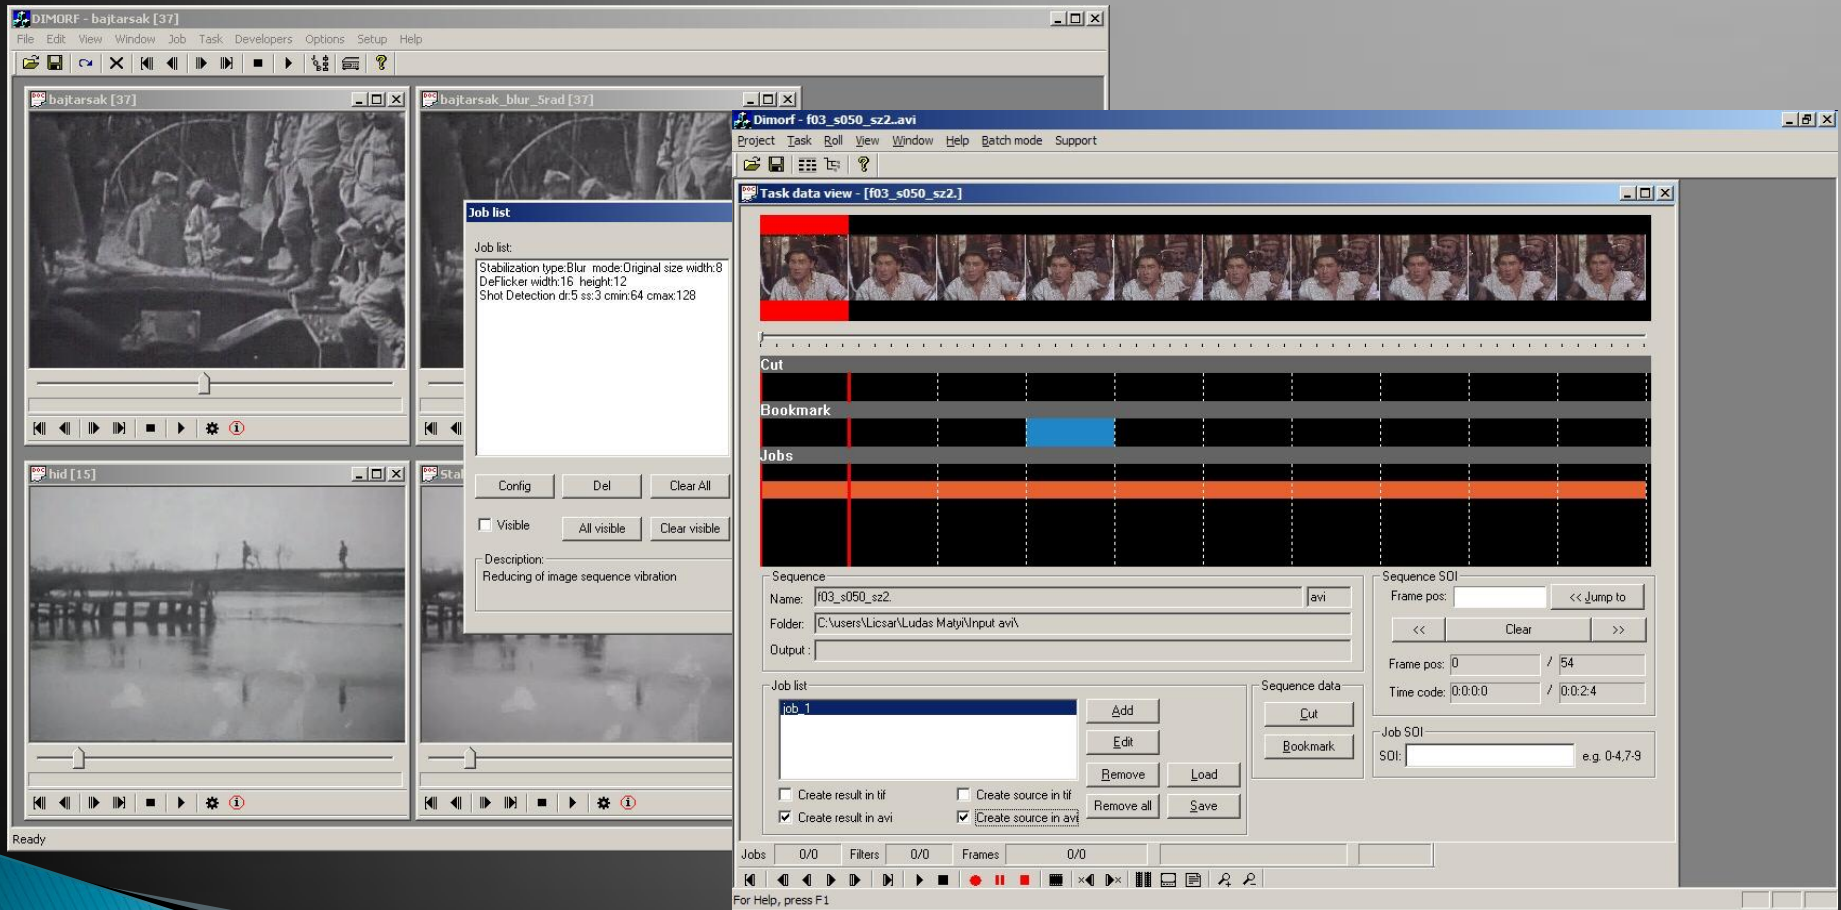 DIMORF - bajtarsak [37]
File Edit View Window Job Task Developers Options Setup Help
bajtarsak [37]
bajtarsak_blur_5rad [37]
Job list
Job list:
Stabilization type:Blur mode:Original size width:8
DeFlicker width:16 height:12
Shot Detection dr:5 ss:3 cmin:64 cmax:128
Config Del Clear All
Visible All visible Clear visible
Description:
Reducing of image sequence vibration
hid [15]
Ready
Dimorf - f03_s050_sz2..avi
Project Task Roll View Window Help Batch mode Support
Task data view - [f03_s050_sz2.]
Cut
Bookmark
Jobs
Sequence
Name: f03_s050_sz2. avi
Folder: C:\users\Licsar\Ludas Matyi\Input avi\
Output :
Sequence SOI
Frame pos: << Jump to
<< Clear >>
Frame pos: 0 / 54
Time code: 0:0:0:0 / 0:0:2:4
Job list
job_1
Add
Edit
Remove Load
Remove all Save
Create result in tif Create source in tif
Create result in avi Create source in avi
Sequence data
Cut
Bookmark
Job SOI
SOI: e.g. 0-4,7-9
Jobs 0/0 Filters 0/0 Frames 0/0
For Help, press F1